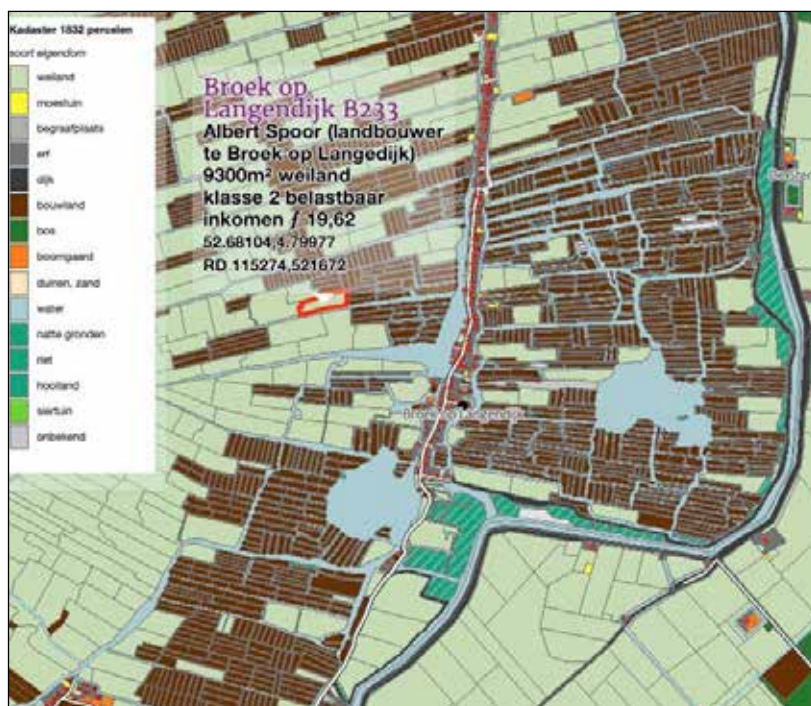 Kadaster 1832 percelen
soort eigendom
weiland
moestuin
begraafplaats
erf
dijk
bouwland
bos
boomgaard
duinen, zand
water
natte gronden
riet
hooiland
siertuin
onbekend
Broek op
Langendijk B233
Albert Spoor (landbouwer
te Broek op Langedijk)
9300m² weiland
klasse 2 belastbaar
inkomen ƒ 19,62
52.68104,4.79977
RD 115274,521672
Broek op Langendijk